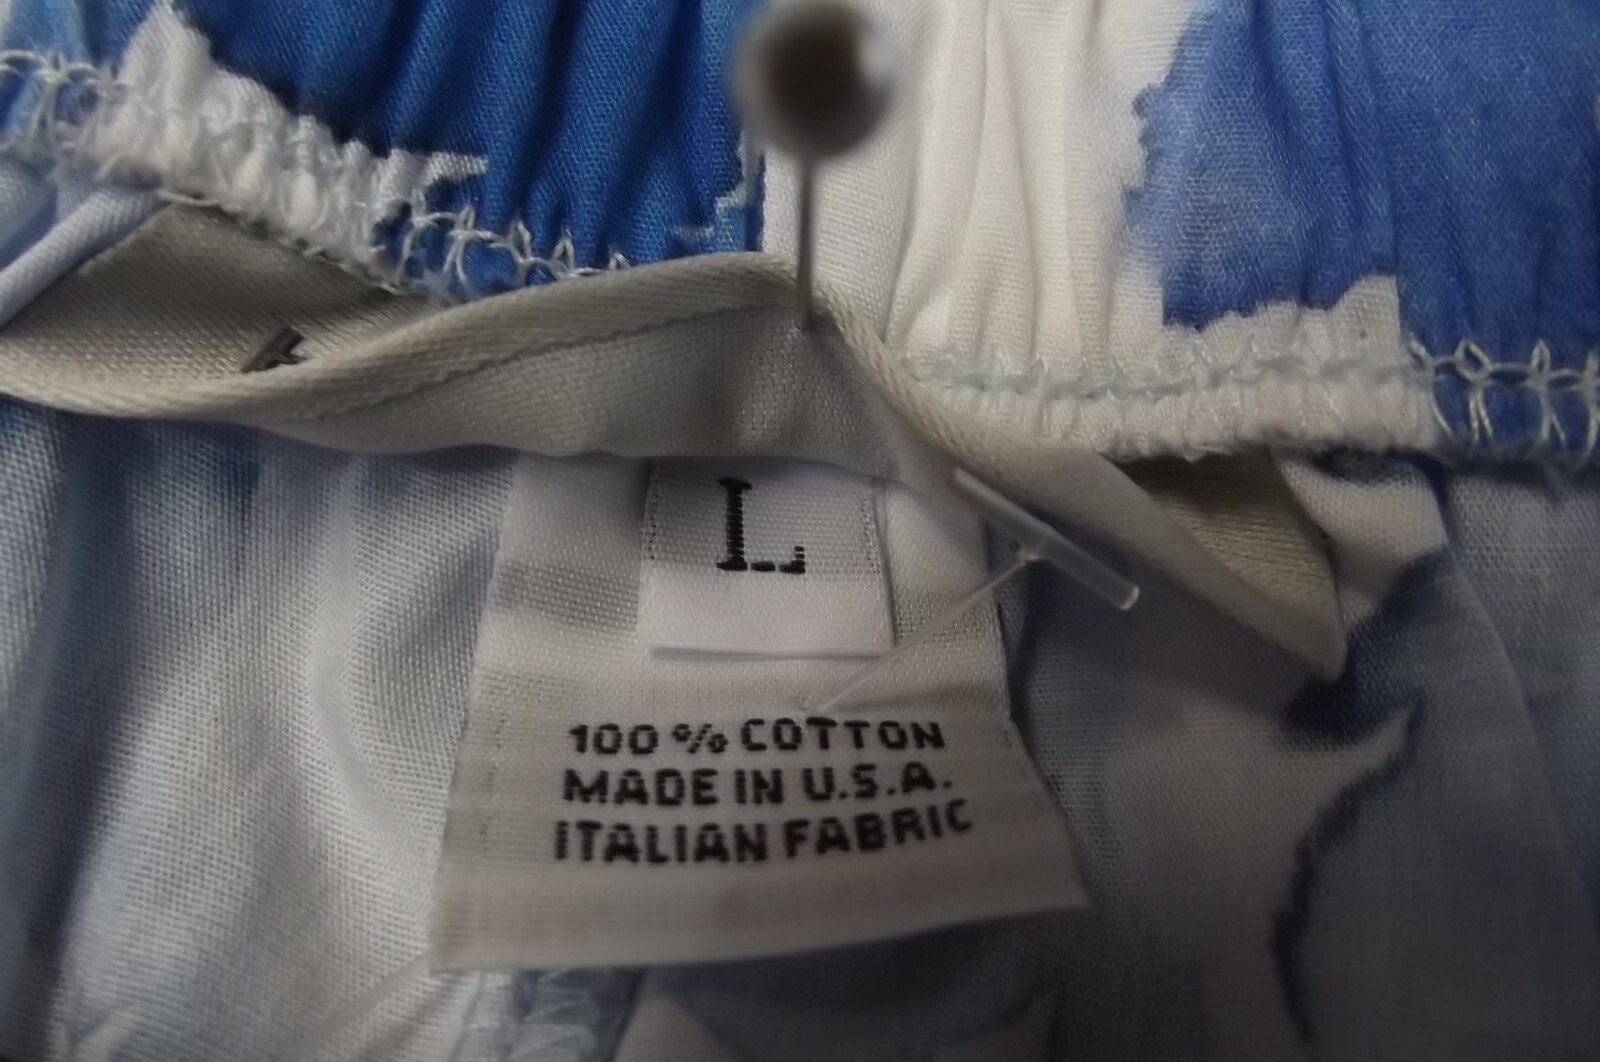 L
100% COTTON
MADE IN U.S.A.
ITALIAN FABRIC